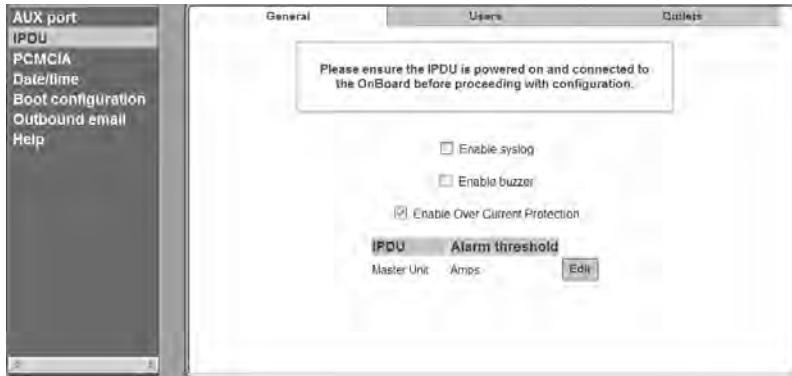 AUX port
IPDU
PCMCIA
Date/time
Boot configuration
Outbound email
Help
General Users Outlets
Please ensure the IPDU is powered on and connected to
the OnBoard before proceeding with configuration.
Enable syslog
Enable buzzer
Enable Over Current Protection
IPDU Alarm threshold
Master Unit Amps Edit